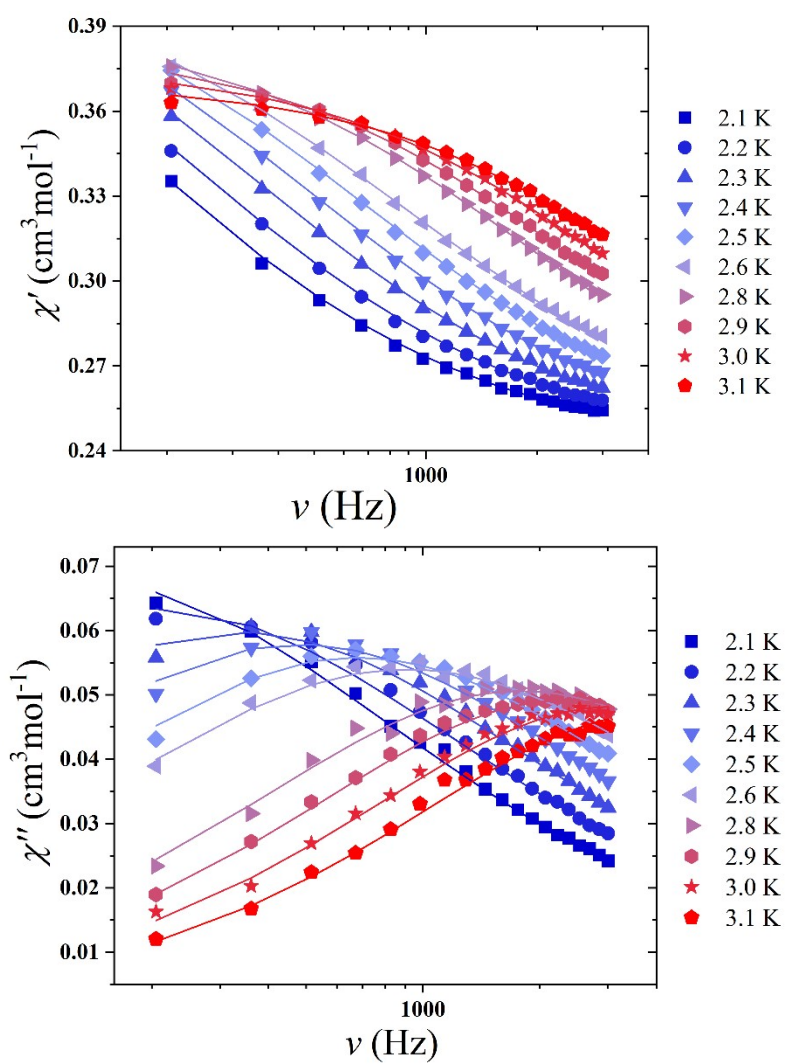 0.39
0.36
0.33
0.30
0.27
0.24
χ′ (cm³mol⁻¹)
1000
ν (Hz)
2.1 K
2.2 K
2.3 K
2.4 K
2.5 K
2.6 K
2.8 K
2.9 K
3.0 K
3.1 K
0.07
0.06
0.05
0.04
0.03
0.02
0.01
χ″ (cm³mol⁻¹)
1000
ν (Hz)
2.1 K
2.2 K
2.3 K
2.4 K
2.5 K
2.6 K
2.8 K
2.9 K
3.0 K
3.1 K